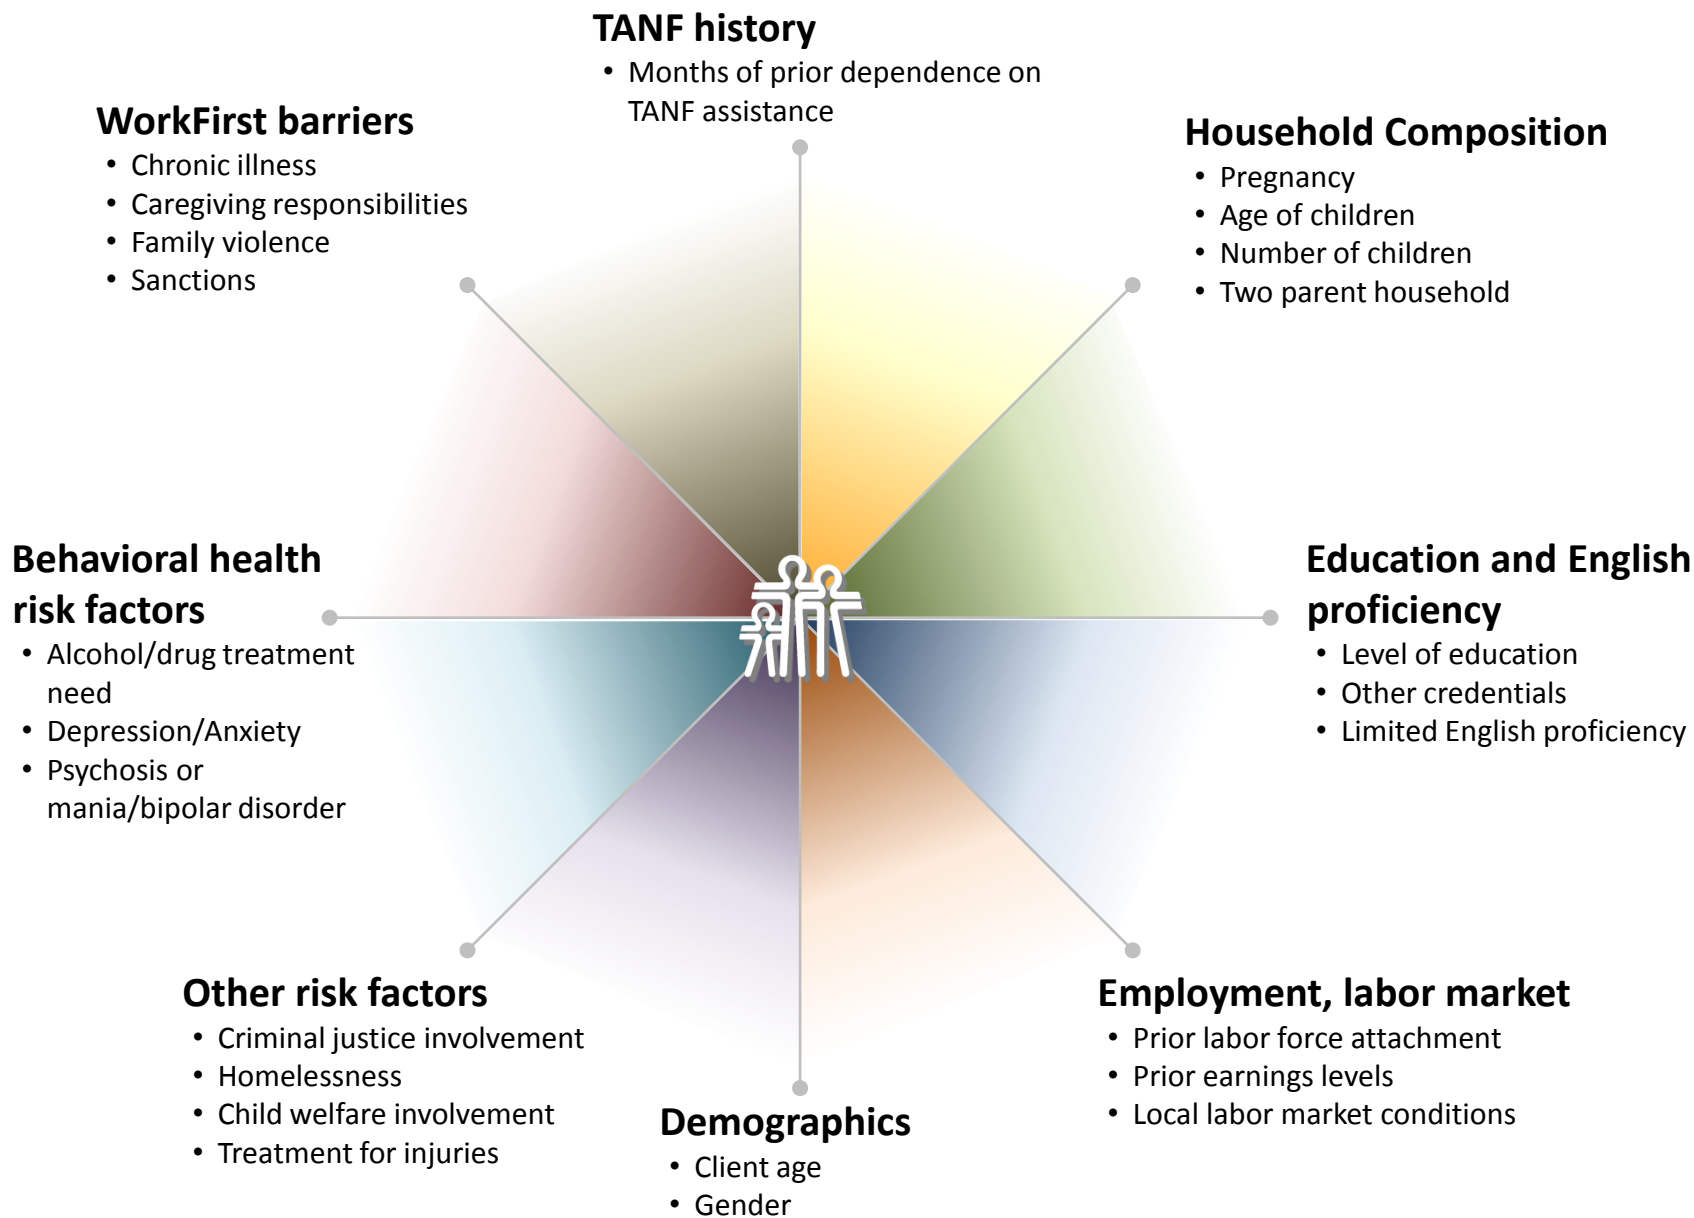 TANF history
• Months of prior dependence on
TANF assistance
WorkFirst barriers
• Chronic illness
• Caregiving responsibilities
• Family violence
• Sanctions
Household Composition
• Pregnancy
• Age of children
• Number of children
• Two parent household
Behavioral health
risk factors
• Alcohol/drug treatment
need
• Depression/Anxiety
• Psychosis or
mania/bipolar disorder
Education and English
proficiency
• Level of education
• Other credentials
• Limited English proficiency
Other risk factors
• Criminal justice involvement
• Homelessness
• Child welfare involvement
• Treatment for injuries
Demographics
• Client age
• Gender
Employment, labor market
• Prior labor force attachment
• Prior earnings levels
• Local labor market conditions